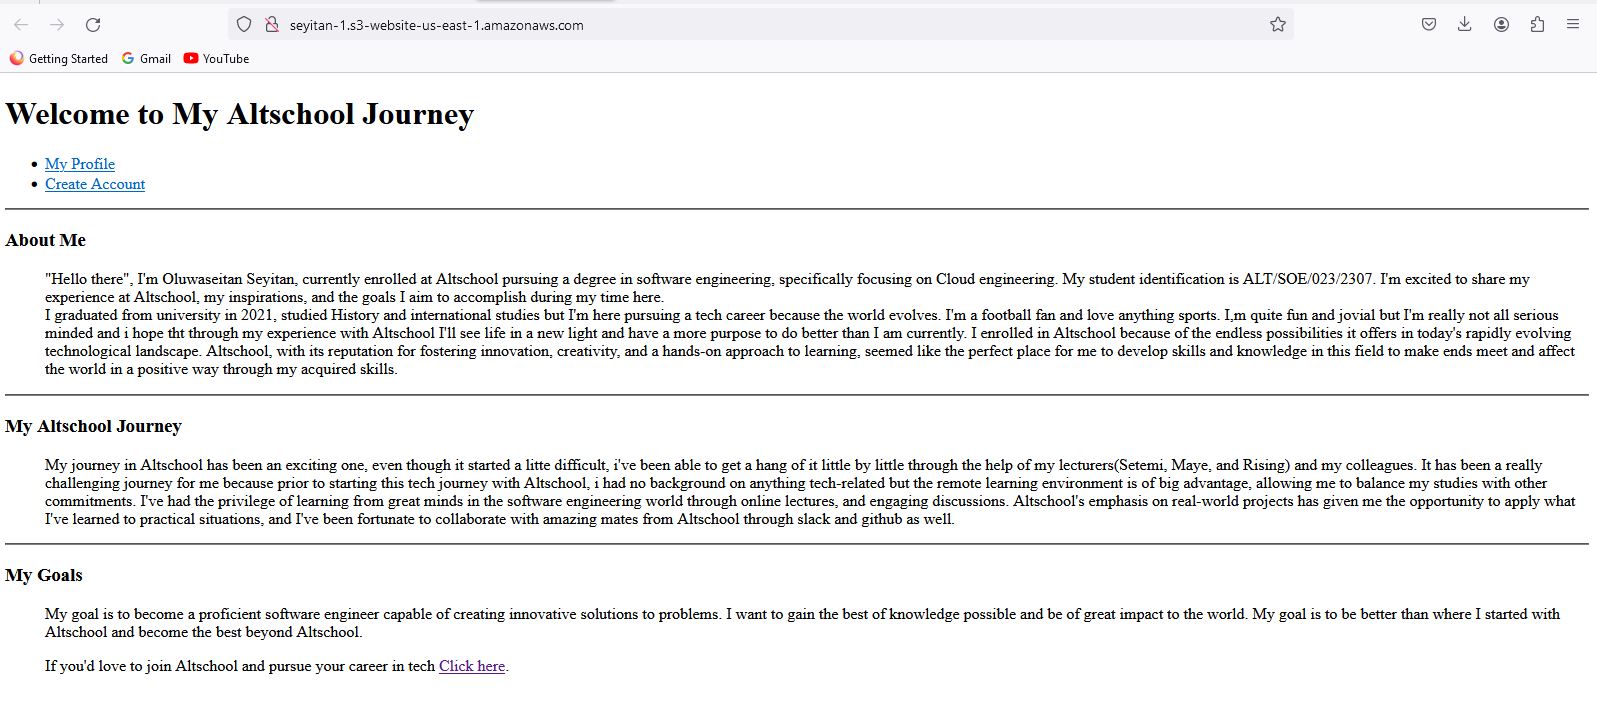 seyitan-1.s3-website-us-east-1.amazonaws.com
Getting Started Gmail YouTube
Welcome to My Altschool Journey
My Profile
Create Account
About Me
"Hello there", I'm Oluwaseitan Seyitan, currently enrolled at Altschool pursuing a degree in software engineering, specifically focusing on Cloud engineering. My student identification is ALT/SOE/023/2307. I'm excited to share my
experience at Altschool, my inspirations, and the goals I aim to accomplish during my time here.
I graduated from university in 2021, studied History and international studies but I'm here pursuing a tech career because the world evolves. I'm a football fan and love anything sports. I,m quite fun and jovial but I'm really not all serious
minded and i hope tht through my experience with Altschool I'll see life in a new light and have a more purpose to do better than I am currently. I enrolled in Altschool because of the endless possibilities it offers in today's rapidly evolving
technological landscape. Altschool, with its reputation for fostering innovation, creativity, and a hands-on approach to learning, seemed like the perfect place for me to develop skills and knowledge in this field to make ends meet and affect
the world in a positive way through my acquired skills.
My Altschool Journey
My journey in Altschool has been an exciting one, even though it started a litte difficult, i've been able to get a hang of it little by little through the help of my lecturers(Setemi, Maye, and Rising) and my colleagues. It has been a really
challenging journey for me because prior to starting this tech journey with Altschool, i had no background on anything tech-related but the remote learning environment is of big advantage, allowing me to balance my studies with other
commitments. I've had the privilege of learning from great minds in the software engineering world through online lectures, and engaging discussions. Altschool's emphasis on real-world projects has given me the opportunity to apply what
I've learned to practical situations, and I've been fortunate to collaborate with amazing mates from Altschool through slack and github as well.
My Goals
My goal is to become a proficient software engineer capable of creating innovative solutions to problems. I want to gain the best of knowledge possible and be of great impact to the world. My goal is to be better than where I started with
Altschool and become the best beyond Altschool.
If you'd love to join Altschool and pursue your career in tech Click here.